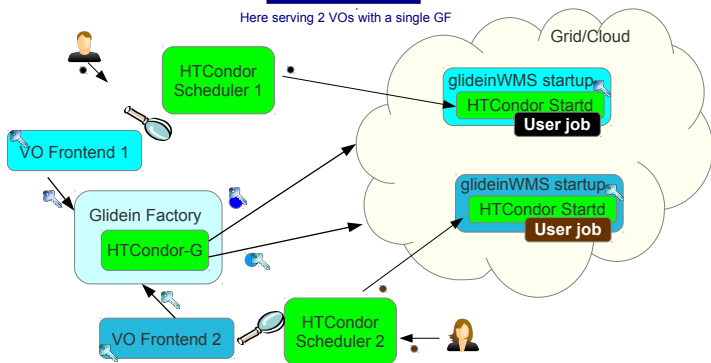 Here serving 2 VOs with a single GF
Grid/Cloud
HTCondor
Scheduler 1
glideinWMS startup
HTCondor Startd
User job
VO Frontend 1
glideinWMS startup
HTCondor Startd
User job
Glidein Factory
HTCondor-G
VO Frontend 2
HTCondor
Scheduler 2